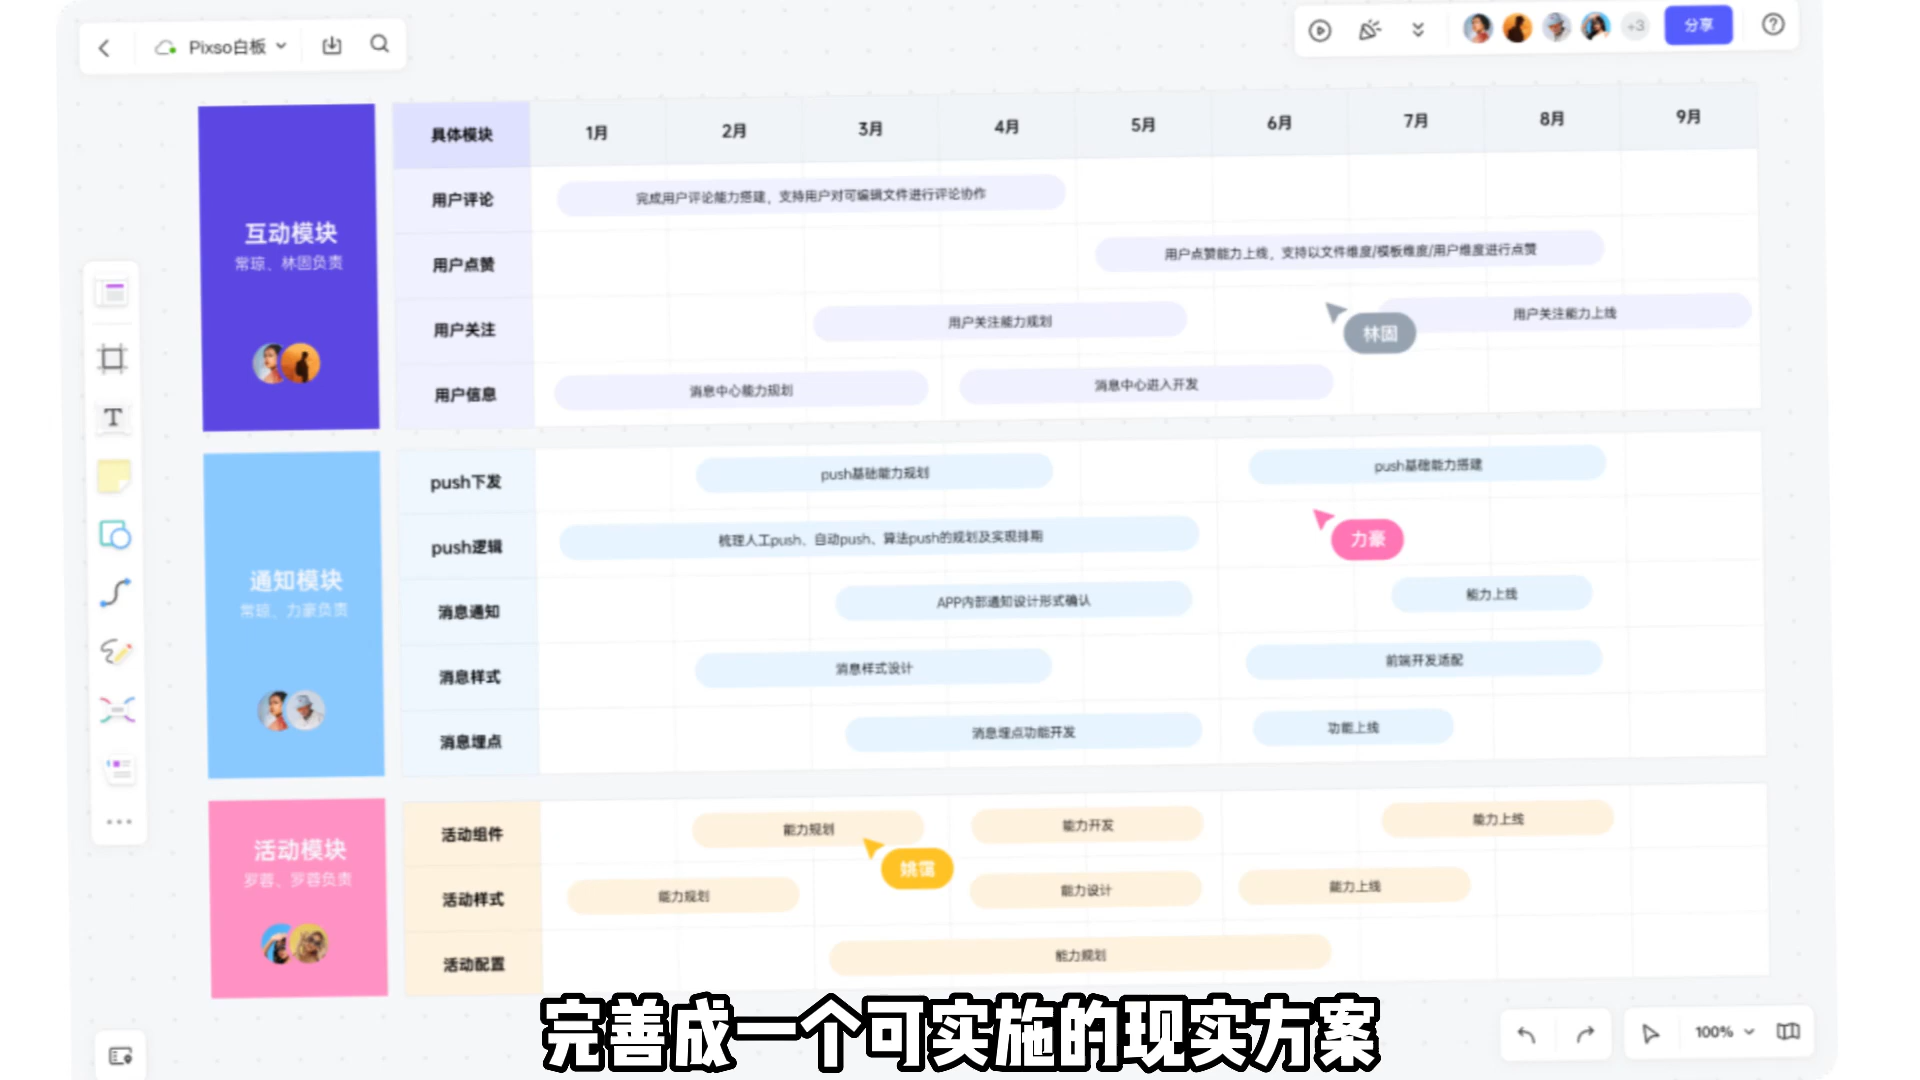 Pixso白板
+3
分享
具体模块
1月
2月
3月
4月
5月
6月
7月
8月
9月
互动模块
常琼、林固负责
用户评论
完成用户评论能力搭建，支持用户对可编辑文件进行评论协作
用户点赞
用户点赞能力上线，支持以文件维度/模板维度/用户维度进行点赞
用户关注
用户关注能力规划
林固
用户关注能力上线
用户信息
消息中心能力规划
消息中心进入开发
通知模块
常琼、力豪负责
push下发
push基础能力规划
push基础能力搭建
push逻辑
梳理人工push、自动push、算法push的规划及实现排期
力豪
消息通知
APP内部通知设计形式确认
能力上线
消息样式
消息样式设计
前端开发适配
消息埋点
消息埋点功能开发
功能上线
活动模块
罗蓉、罗蓉负责
活动组件
能力规划
能力开发
能力上线
姚霭
活动样式
能力规划
能力设计
能力上线
活动配置
能力规划
完善成一个可实施的现实方案
100%